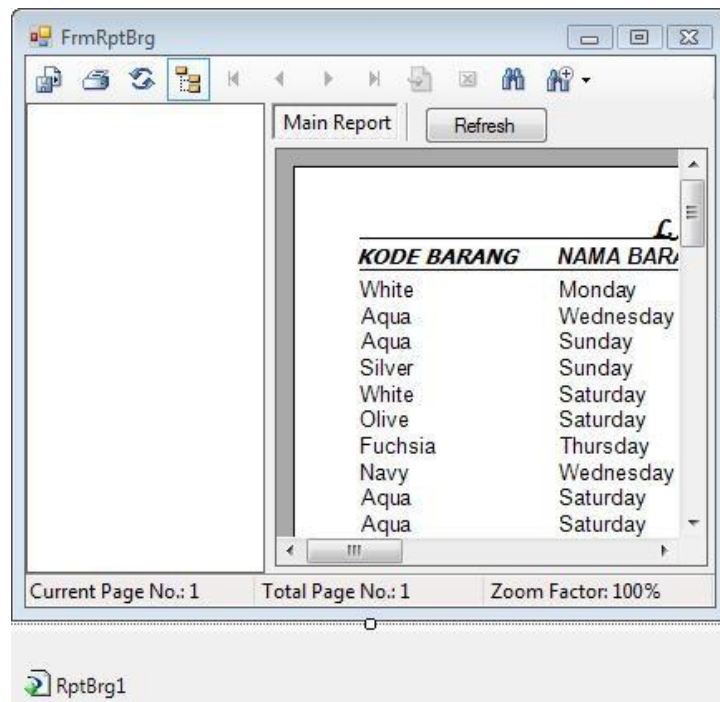 FrmRptBrg
Main Report Refresh
KODE BARANG NAMA
White Monday
Aqua Wednesday
Aqua Sunday
Silver Sunday
White Saturday
Olive Saturday
Fuchsia Thursday
Navy Wednesday
Aqua Saturday
Aqua Saturday
Current Page No.: 1 Total Page No.: 1 Zoom Factor: 100%
RptBrg1